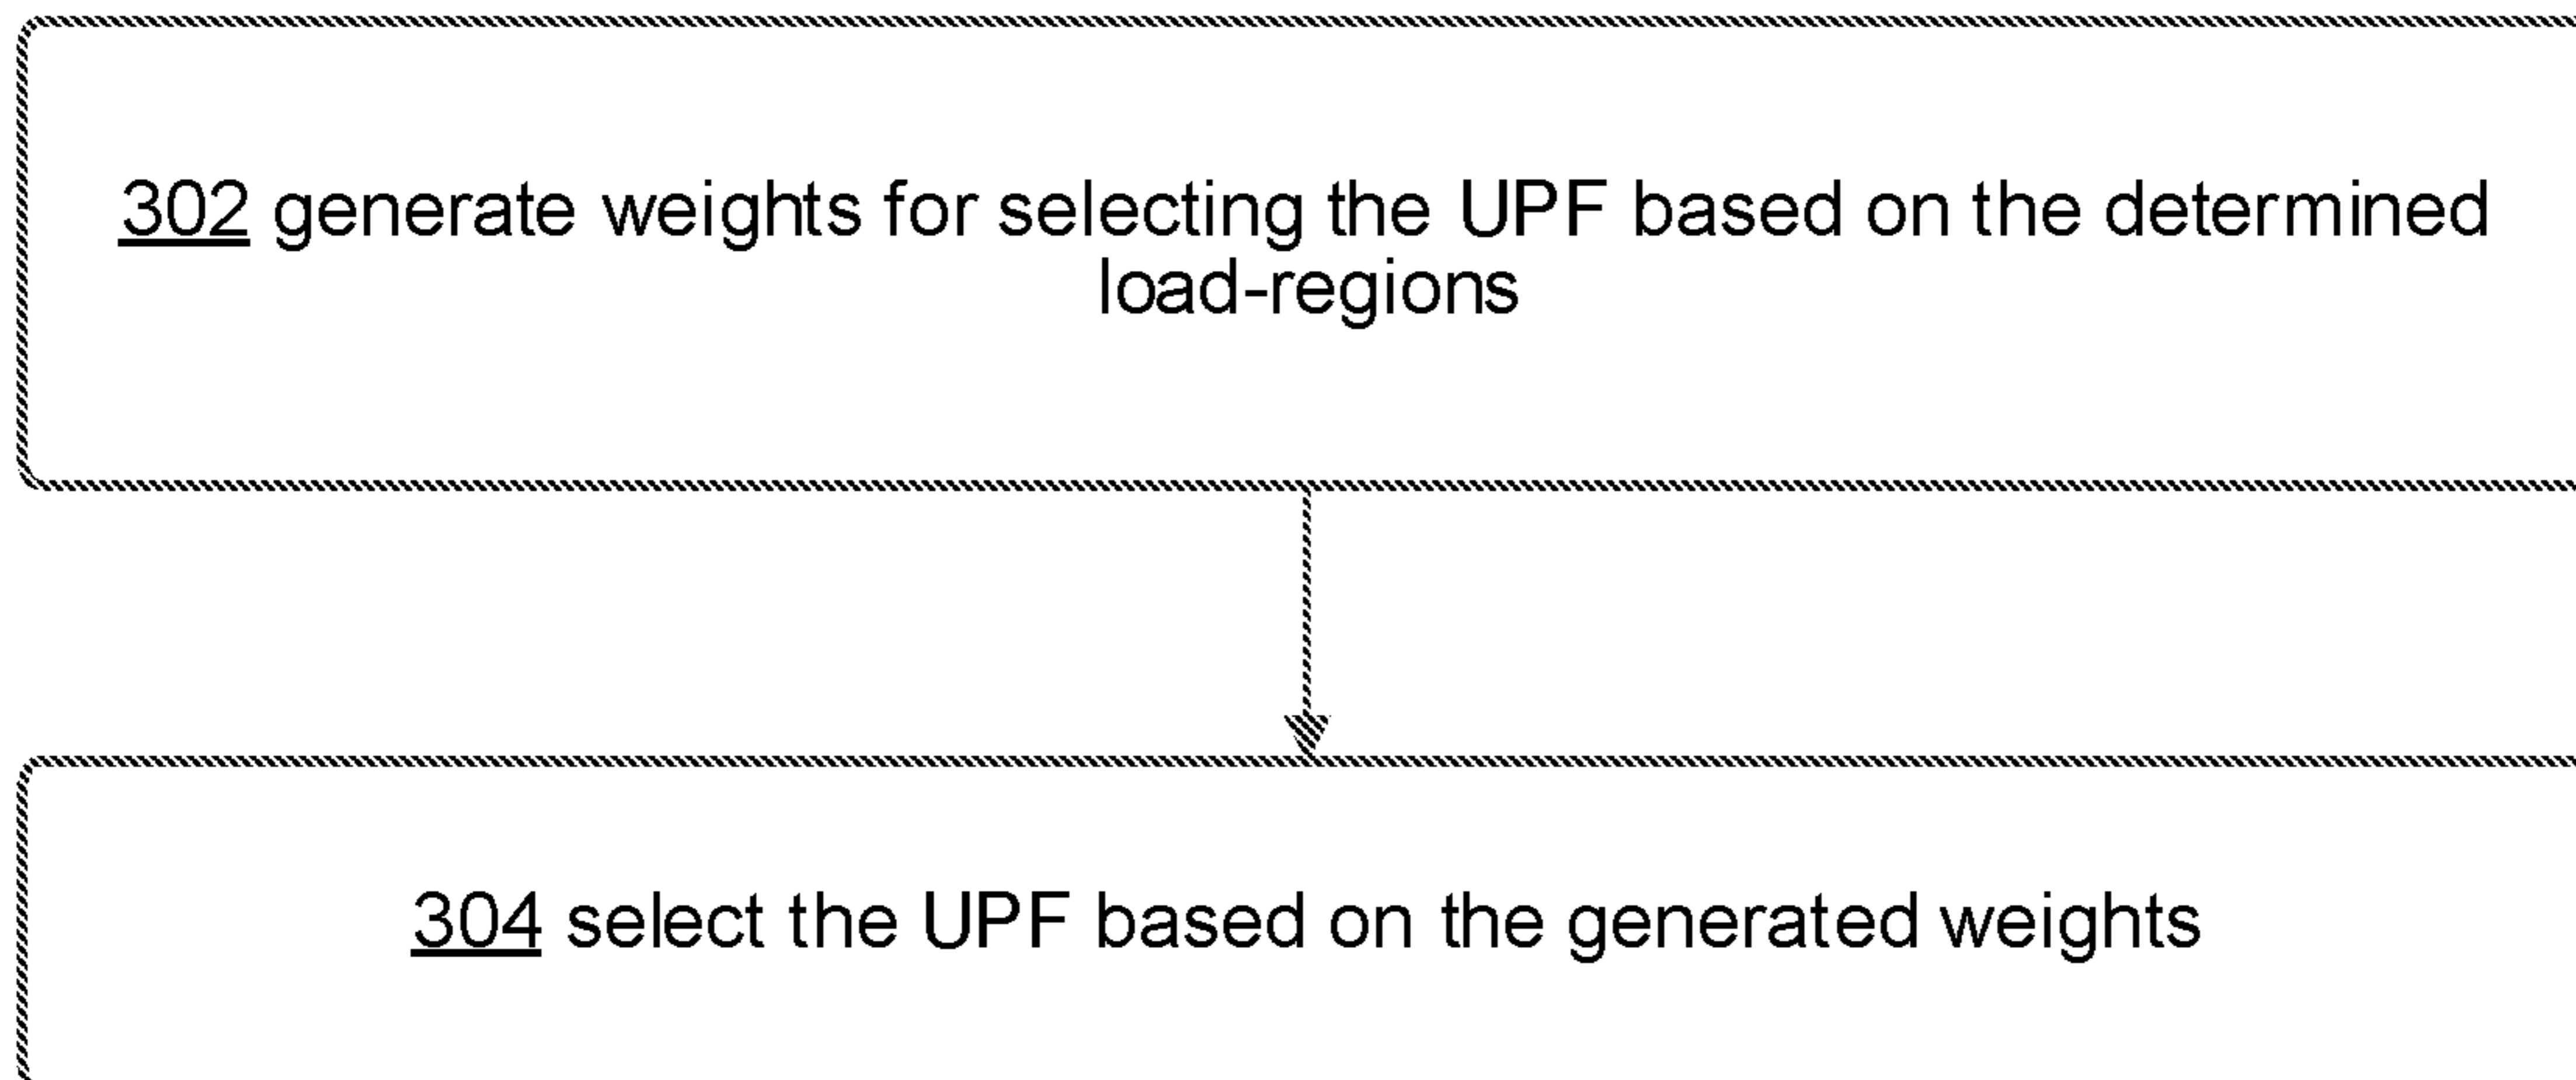 302 generate weights for selecting the UPF based on the determined
load-regions
304 select the UPF based on the generated weights